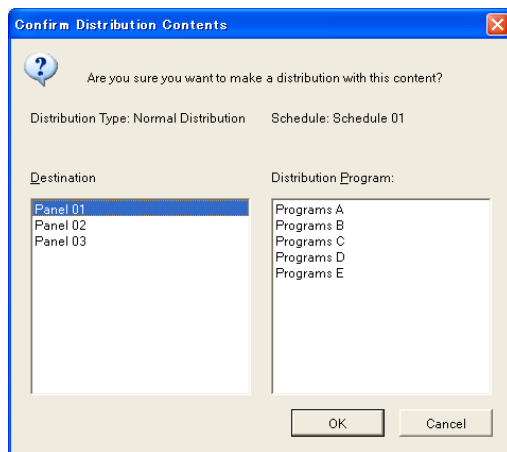 Confirm Distribution Contents
Are you sure you want to make a distribution with this content?
Distribution Type: Normal Distribution Schedule: Schedule 01
Destination
Panel 01
Panel 02
Panel 03
Distribution Program:
Programs A
Programs B
Programs C
Programs D
Programs E
OK Cancel